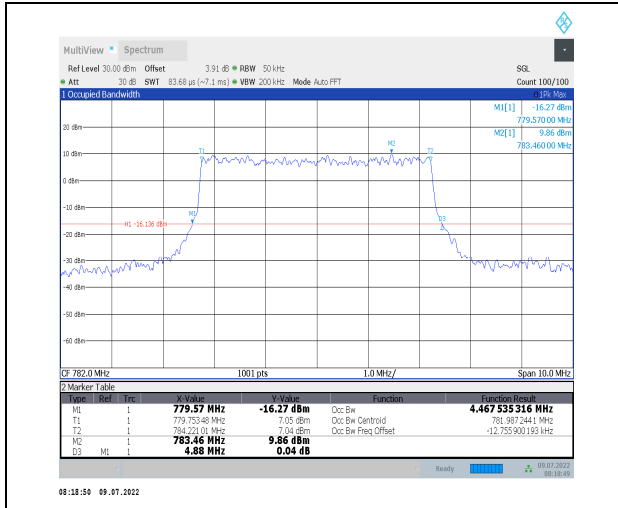 MultiView Spectrum
Ref Level 30.00 dBm Offset 3.91 dB RBW 50 kHz SGL
Att 30 dB SWT 83.68 µs (~7.1 ms) VBW 200 kHz Mode Auto FFT Count 100/100
1 Occupied Bandwidth 1Pk Max
M1[1] -16.27 dBm
779.57000 MHz
M2[1] 9.86 dBm
783.46000 MHz
20 dBm
M2
10 dBm T1 T2
0 dBm
-10 dBm
M1 D3
H1 -16.136 dBm
-20 dBm
-30 dBm
-40 dBm
-50 dBm
-60 dBm
CF 782.0 MHz 1001 pts 1.0 MHz/ Span 10.0 MHz
2 Marker Table
Type Ref Trc X-Value Y-Value Function Function Result
M1 1 779.57 MHz -16.27 dBm Occ Bw 4.467 535 316 MHz
T1 1 779.753 48 MHz 7.05 dBm Occ Bw Centroid 781.987 244 1 MHz
T2 1 784.221 01 MHz 7.04 dBm Occ Bw Freq Offset -12.755 900 193 kHz
M2 1 783.46 MHz 9.86 dBm
D3 M1 1 4.88 MHz 0.04 dB
Ready 09.07.2022
08:18:49
08:18:50 09.07.2022